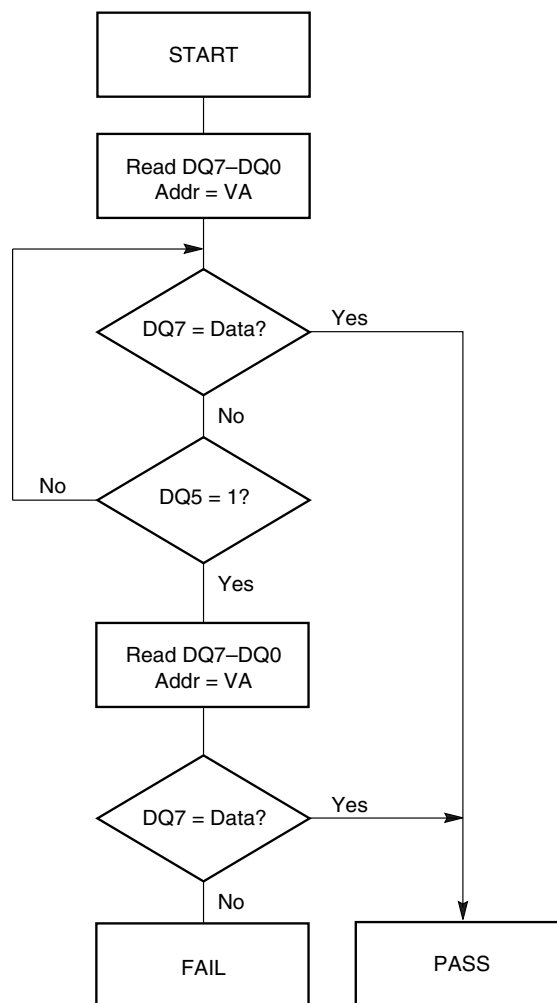 START
Read DQ7–DQ0
Addr = VA
DQ7 = Data?
Yes
No
No
DQ5 = 1?
Yes
Read DQ7–DQ0
Addr = VA
DQ7 = Data?
Yes
No
FAIL
PASS